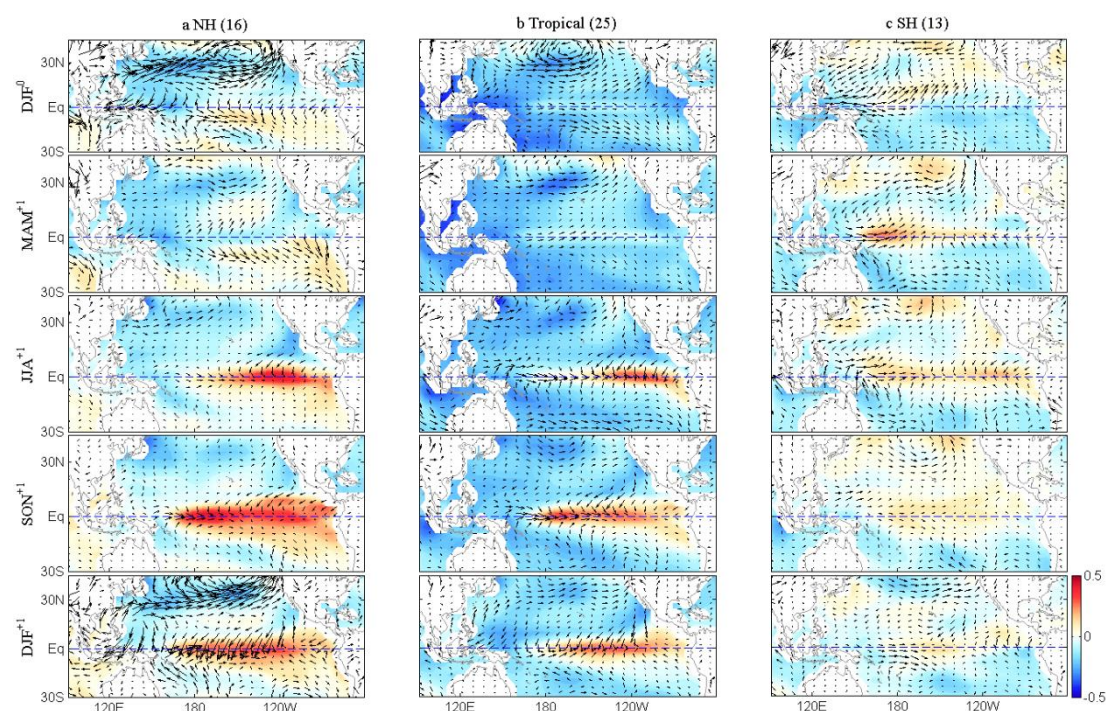 a NH (16) b Tropical (25) c SH (13)
30N
DJF⁰ Eq
30S
30N
MAM⁺¹ Eq
30S
30N
JJA⁺¹ Eq
30S
30N
SON⁺¹ Eq
30S
0.5
30N
DJF⁺¹ Eq 0
30S -0.5
120E 180 120W 120E 180 120W 120E 180 120W